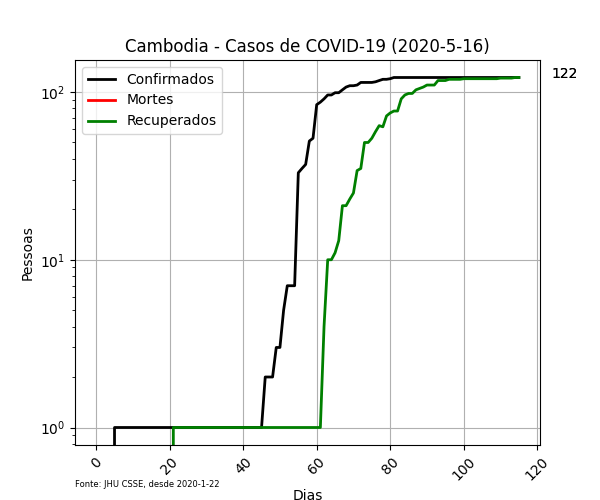 Cambodia - Casos de COVID-19 (2020-5-16)
Confirmados
Mortes
Recuperados
122
10²
10¹
10⁰
Pessoas
0 20 40 60 80 100 120
Fonte: JHU CSSE, desde 2020-1-22
Dias